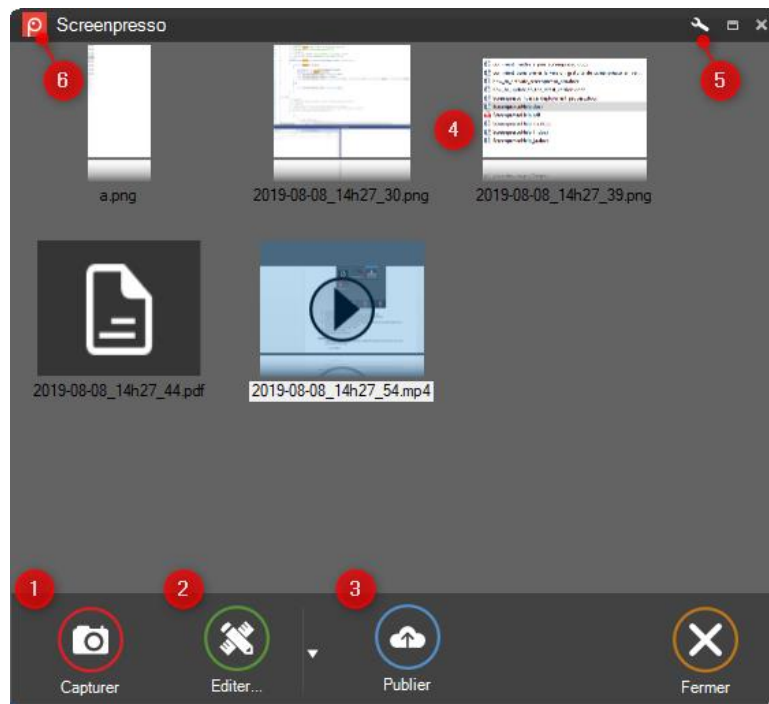 Screenpresso
6
5
4
a.png
2019-08-08_14h27_30.png
2019-08-08_14h27_39.png
2019-08-08_14h27_44.pdf
2019-08-08_14h27_54.mp4
1
2
3
Capturer
Editer...
Publier
Fermer